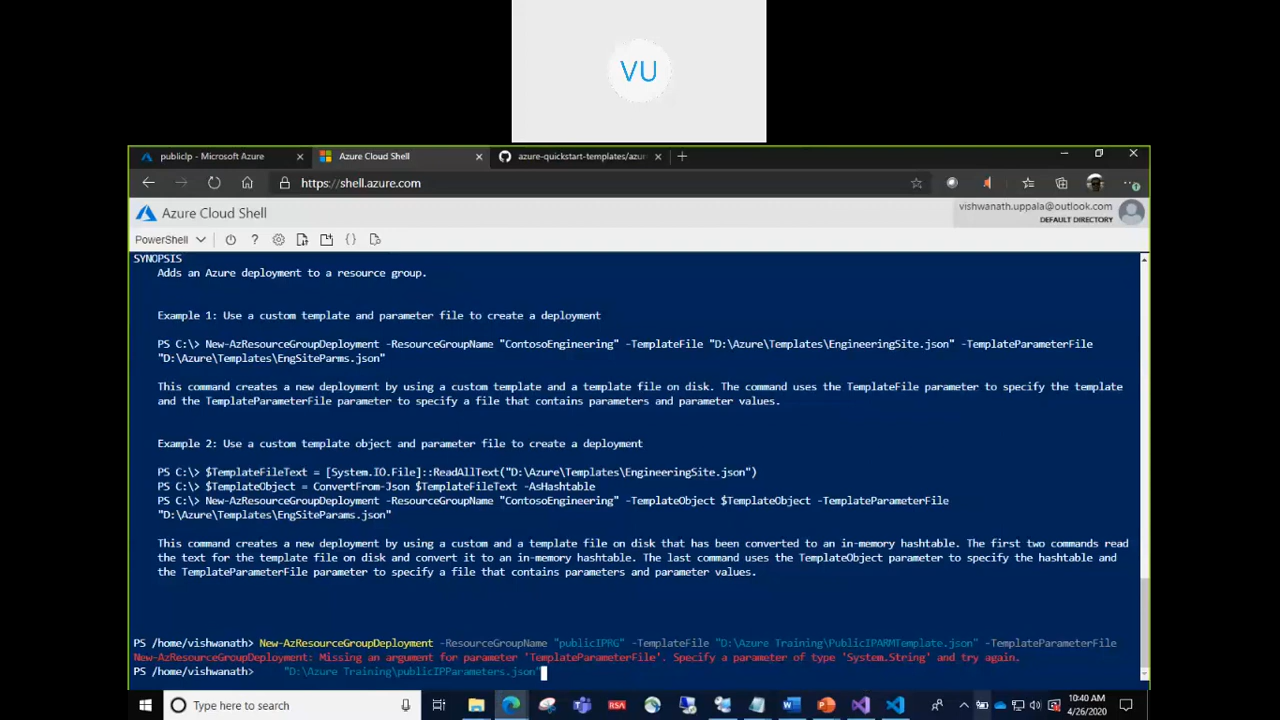 VU
publicIp - Microsoft Azure
Azure Cloud Shell
azure-quickstart-templates/azur
https://shell.azure.com
Azure Cloud Shell
vishwanath.uppala@outlook.com
DEFAULT DIRECTORY
PowerShell
SYNOPSIS
Adds an Azure deployment to a resource group.
Example 1: Use a custom template and parameter file to create a deployment
PS C:\> New-AzResourceGroupDeployment -ResourceGroupName "ContosoEngineering" -TemplateFile "D:\Azure\Templates\EngineeringSite.json" -TemplateParameterFile
"D:\Azure\Templates\EngSiteParms.json"
This command creates a new deployment by using a custom template and a template file on disk. The command uses the TemplateFile parameter to specify the template
and the TemplateParameterFile parameter to specify a file that contains parameters and parameter values.
Example 2: Use a custom template object and parameter file to create a deployment
PS C:\> $TemplateFileText = [System.IO.File]::ReadAllText("D:\Azure\Templates\EngineeringSite.json")
PS C:\> $TemplateObject = ConvertFrom-Json $TemplateFileText -AsHashtable
PS C:\> New-AzResourceGroupDeployment -ResourceGroupName "ContosoEngineering" -TemplateObject $TemplateObject -TemplateParameterFile
"D:\Azure\Templates\EngSiteParams.json"
This command creates a new deployment by using a custom and a template file on disk that has been converted to an in-memory hashtable. The first two commands read
the text for the template file on disk and convert it to an in-memory hashtable. The last command uses the TemplateObject parameter to specify the hashtable and
the TemplateParameterFile parameter to specify a file that contains parameters and parameter values.
PS /home/vishwanath> New-AzResourceGroupDeployment -ResourceGroupName "publicIPRG" -TemplateFile "D:\Azure Training\PublicIPARMTemplate.json" -TemplateParameterFile
New-AzResourceGroupDeployment: Missing an argument for parameter 'TemplateParameterFile'. Specify a parameter of type 'System.String' and try again.
PS /home/vishwanath> "D:\Azure Training\publicIPParameters.json"
Type here to search
RSA
10:40 AM
4/26/2020